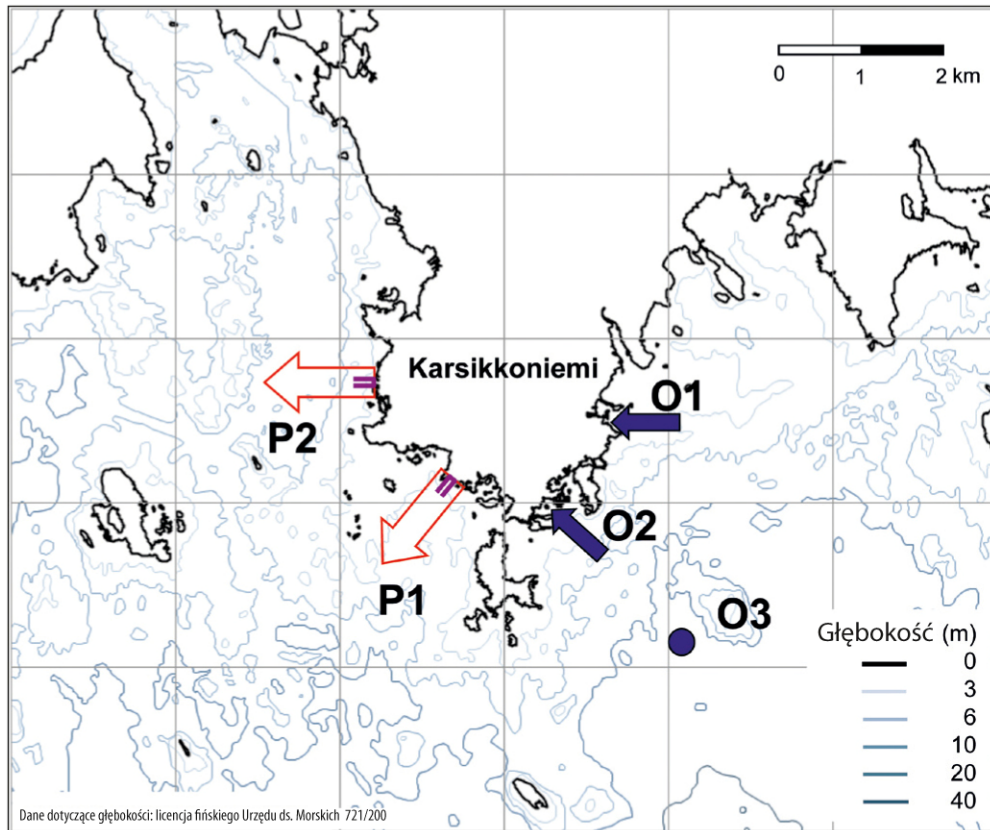 0 1 2 km
Karsikkoniemi
O1
P2
O2
P1
O3
Głębokość (m)
0
3
6
10
20
40
Dane dotyczące głębokości: licencja fińskiego Urzędu ds. Morskich 721/200